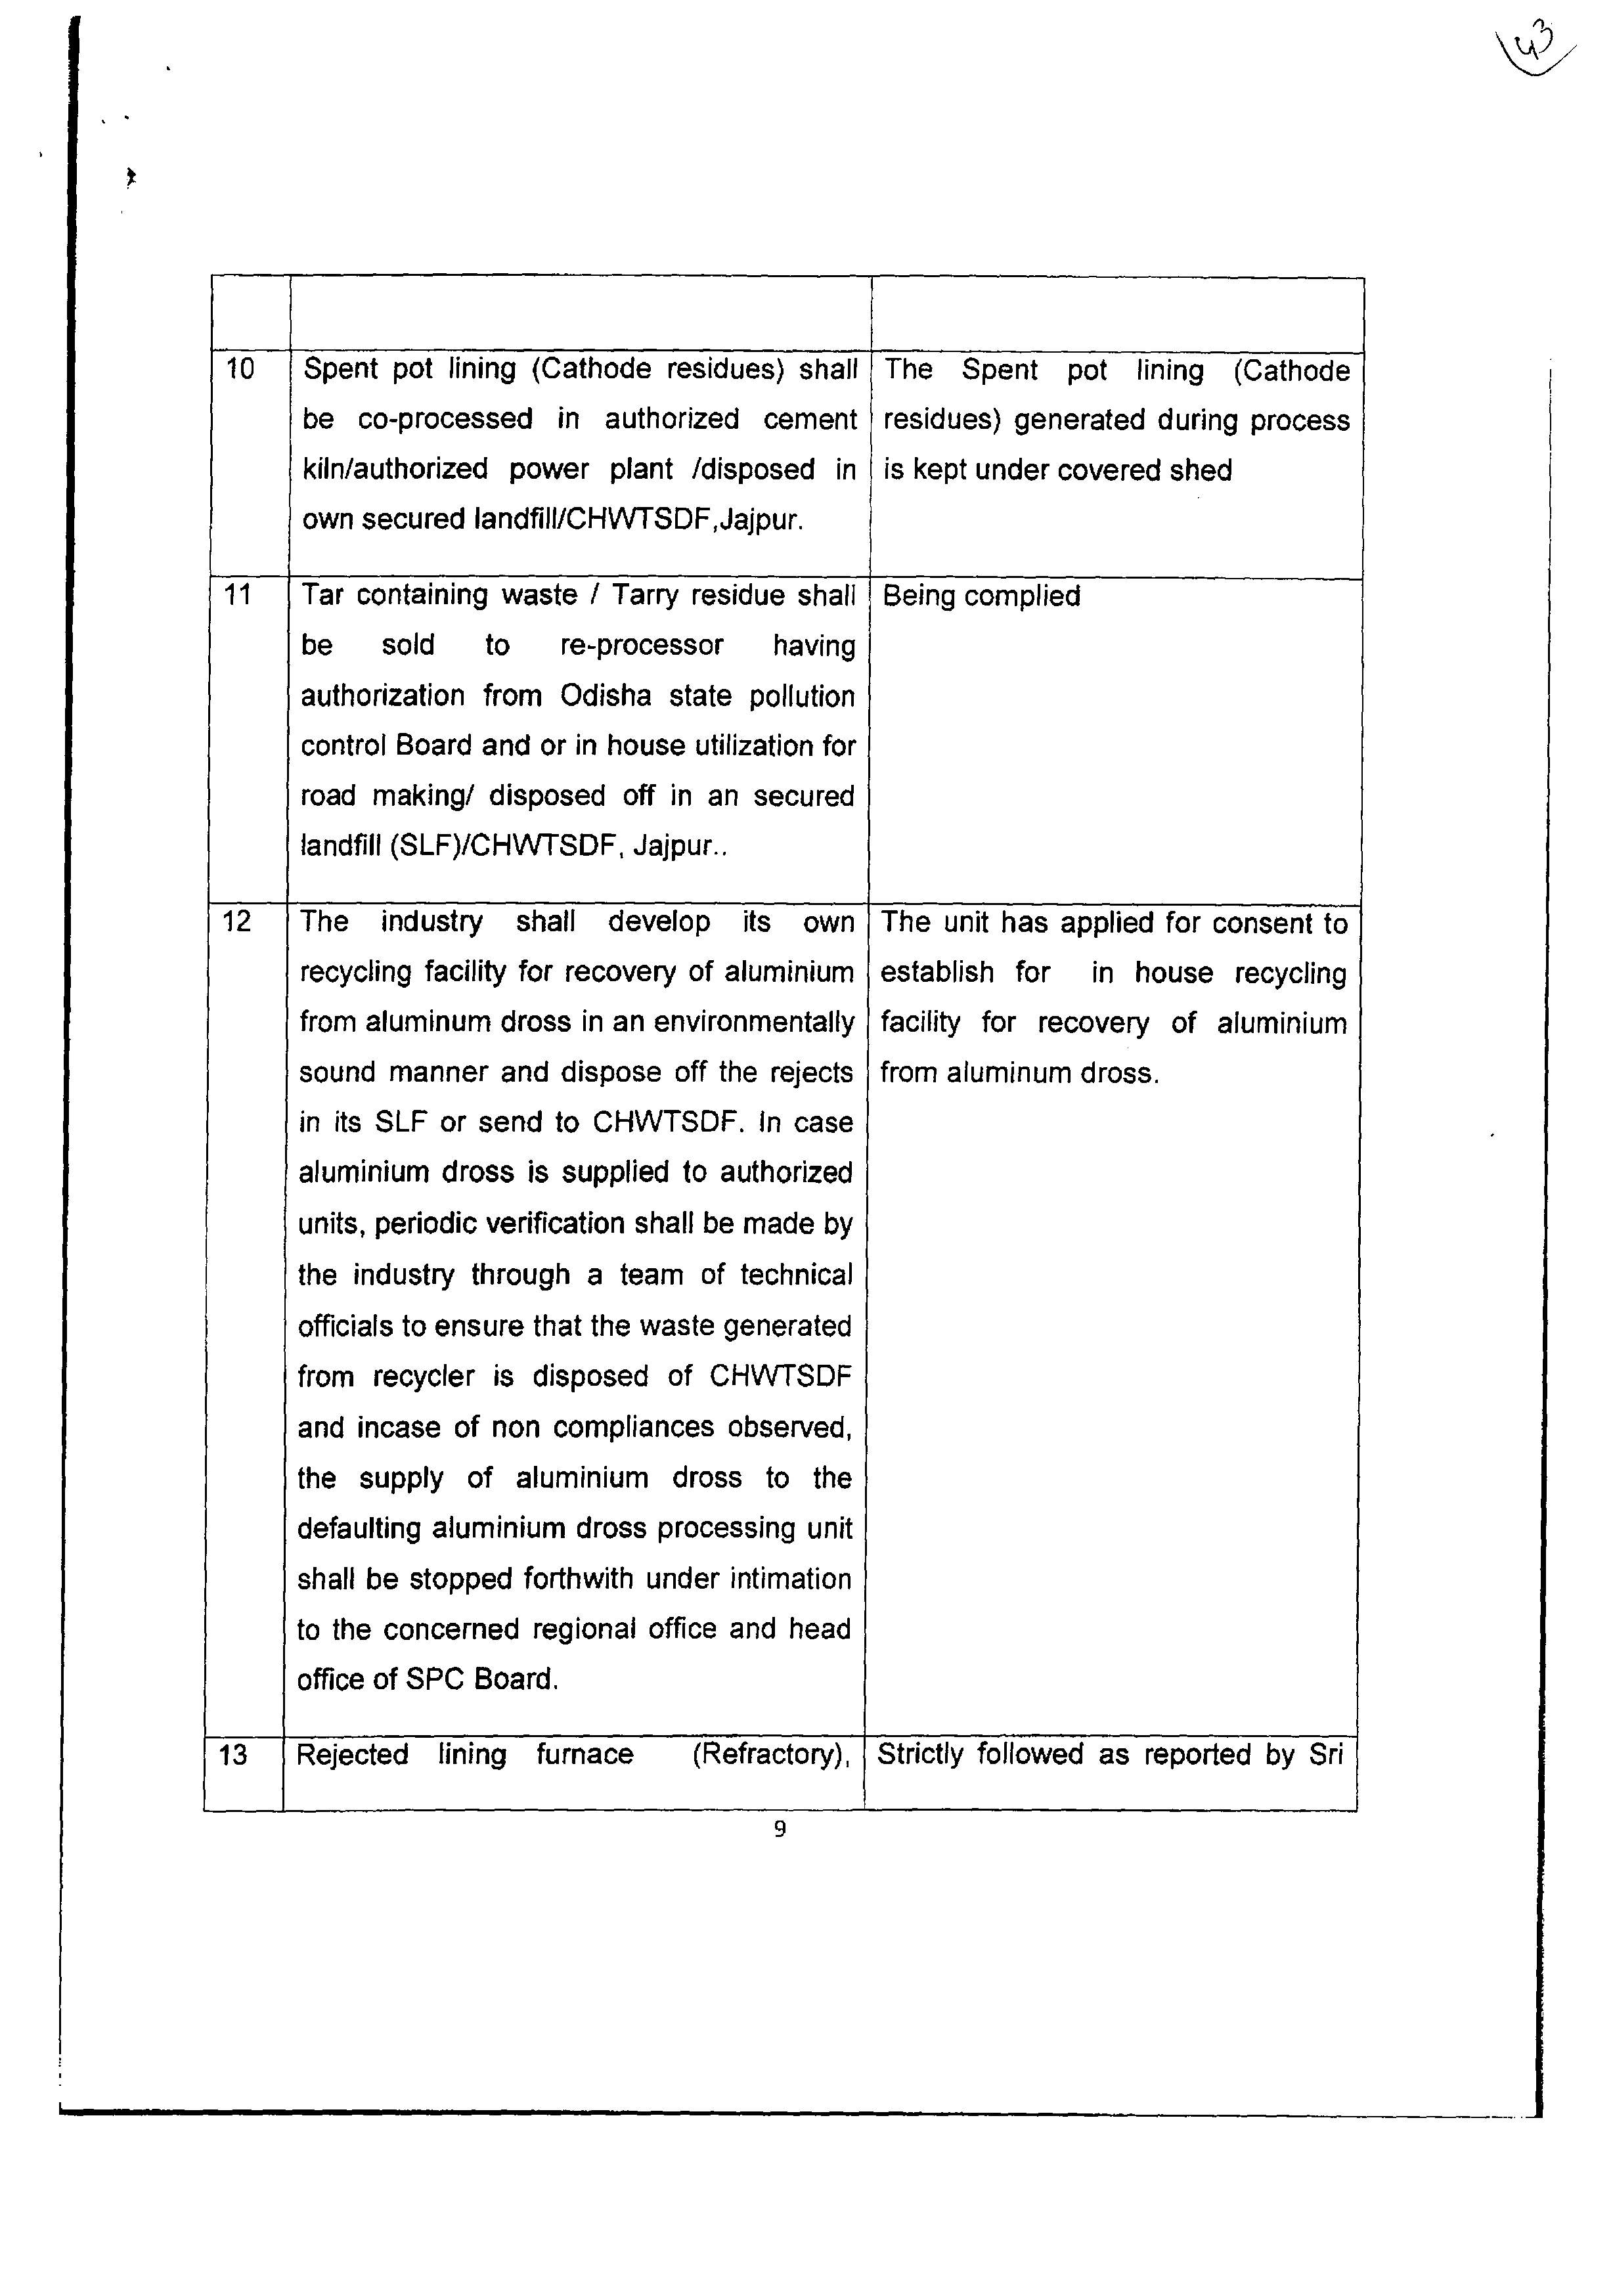 43
10
Spent pot lining (Cathode residues) shall
be co-processed in authorized cement
kiln/authorized power plant /disposed in
own secured landfill/CHWTSDF,Jajpur.
The Spent pot lining (Cathode
residues) generated during process
is kept under covered shed
11
Tar containing waste / Tarry residue shall
be sold to re-processor having
authorization from Odisha state pollution
control Board and or in house utilization for
road making/ disposed off in an secured
landfill (SLF)/CHWTSDF, Jajpur..
Being complied
12
The industry shall develop its own
recycling facility for recovery of aluminium
from aluminum dross in an environmentally
sound manner and dispose off the rejects
in its SLF or send to CHWTSDF. In case
aluminium dross is supplied to authorized
units, periodic verification shall be made by
the industry through a team of technical
officials to ensure that the waste generated
from recycler is disposed of CHWTSDF
and incase of non compliances observed,
the supply of aluminium dross to the
defaulting aluminium dross processing unit
shall be stopped forthwith under intimation
to the concerned regional office and head
office of SPC Board.
The unit has applied for consent to
establish for in house recycling
facility for recovery of aluminium
from aluminum dross.
13
Rejected lining furnace (Refractory),
Strictly followed as reported by Sri
9